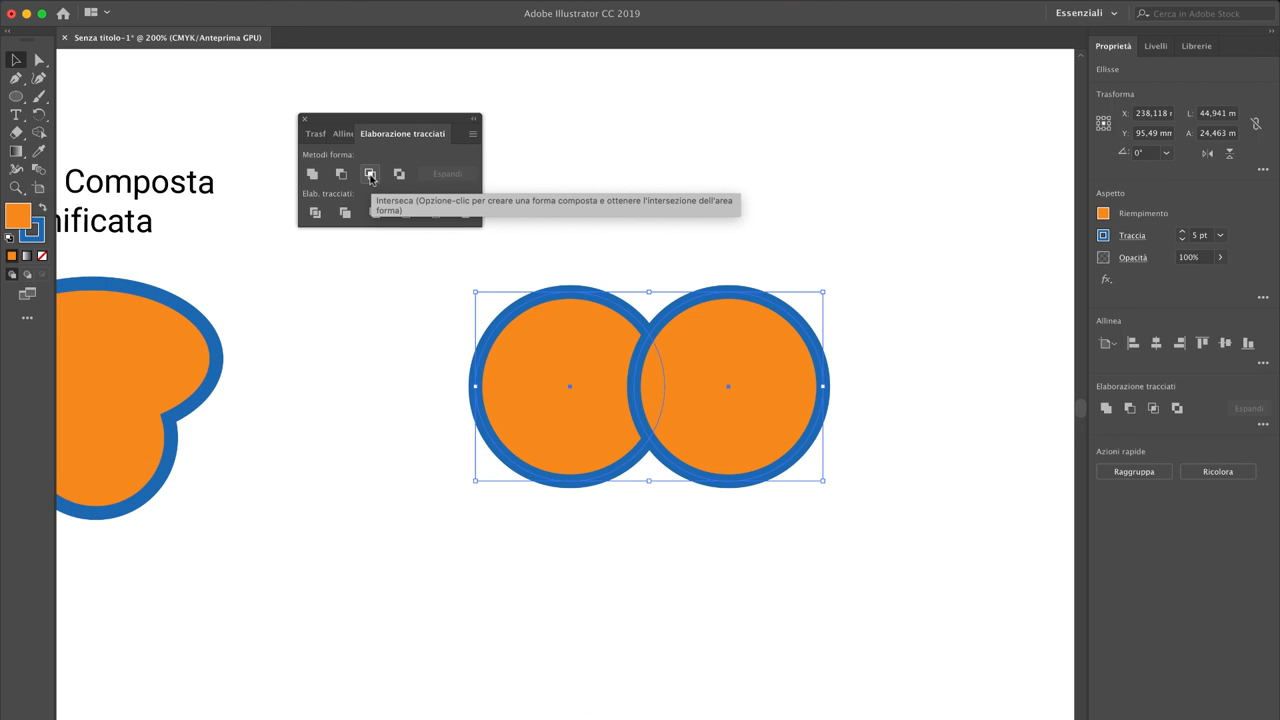 Adobe Illustrator CC 2019
Essenziali
Cerca in Adobe Stock
Senza titolo-1* @ 200% (CMYK/Anteprima GPU)
Proprietà Livelli Librerie
Ellisse
Trasforma
X: 238,118 L: 44,941 m
Y: 95,49 mm A: 24,463 m
0°
Aspetto
Riempimento
Traccia 5 pt
Opacità 100%
fx.
Allinea
Elaborazione tracciati
Espandi
Azioni rapide
Raggruppa Ricolora
Trasf Alline Elaborazione tracciati
Metodi forma:
Espandi
Elab. tracciati:
Interseca (Opzione-clic per creare una forma composta e ottenere l'intersezione dell'area
forma)
Composta
nificata